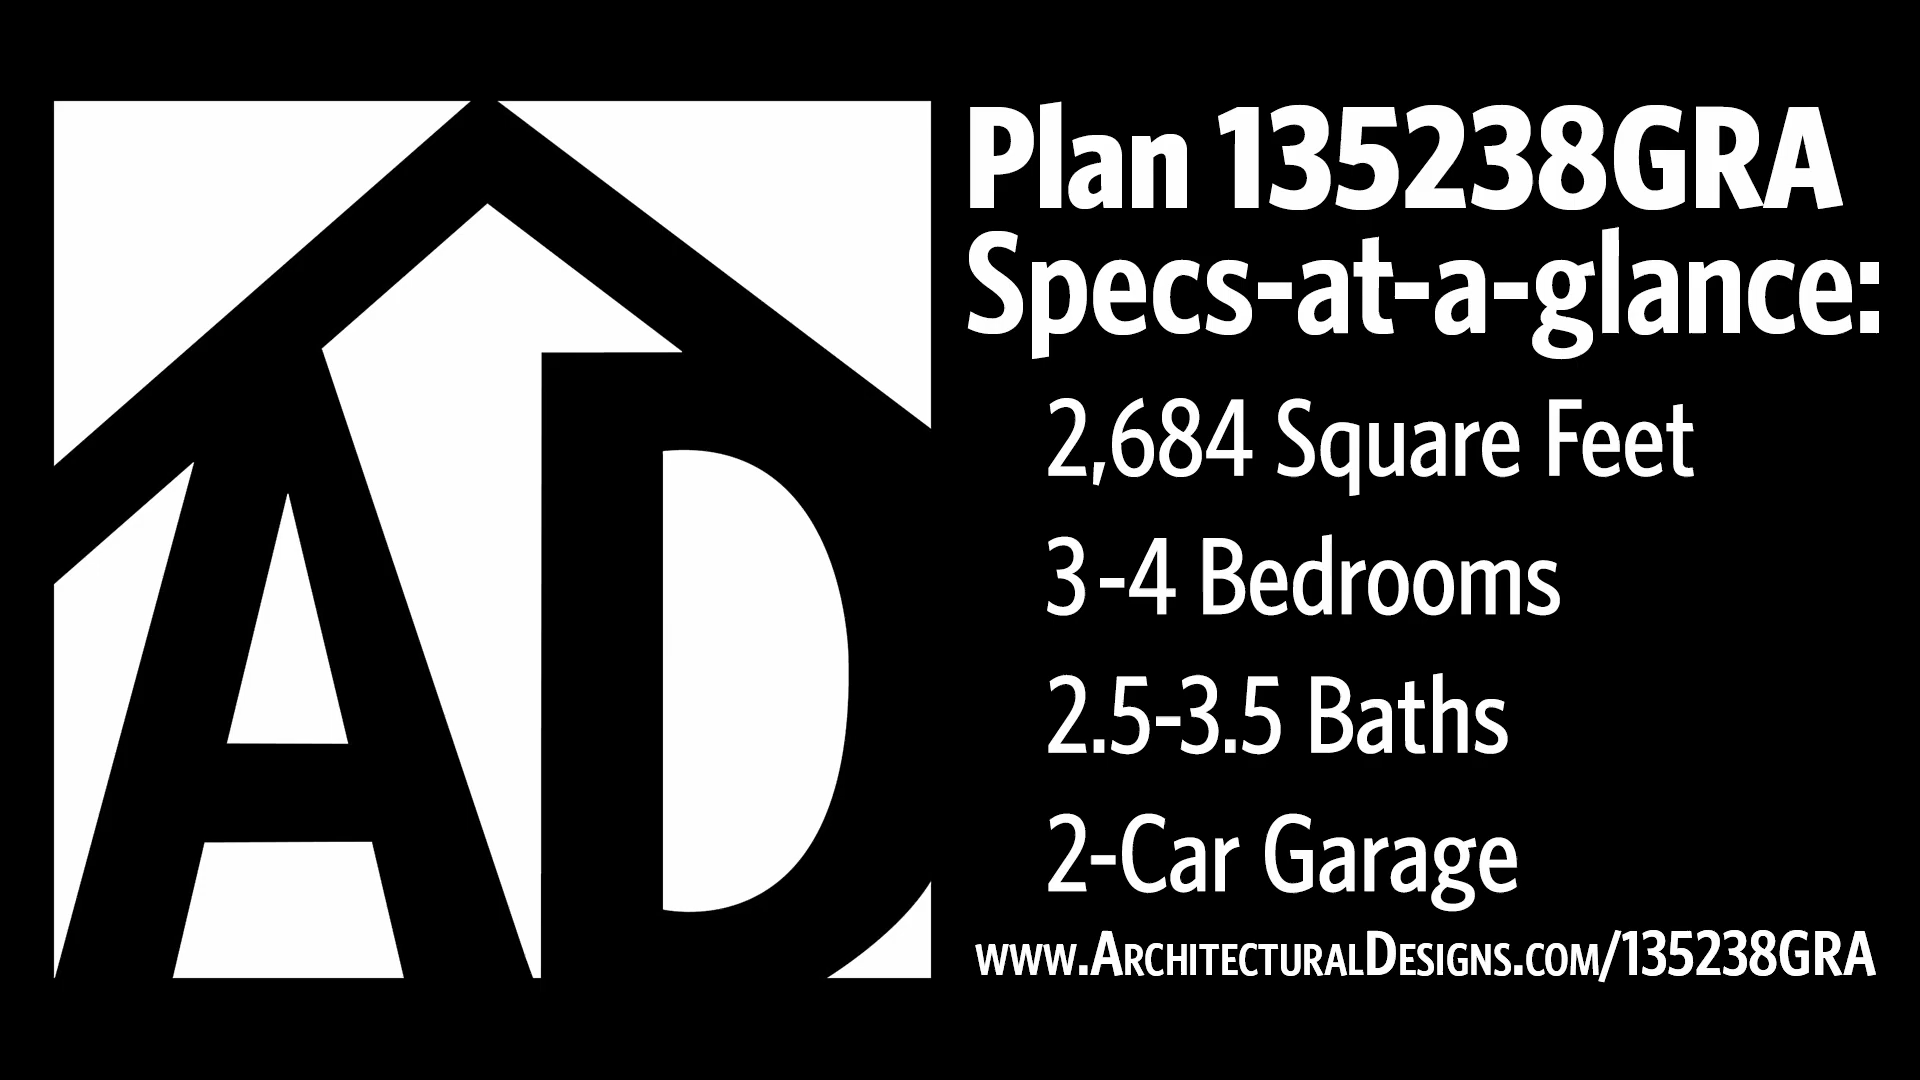 AD
Plan 135238GRA
Specs-at-a-glance:
2,684 Square Feet
3-4 Bedrooms
2.5-3.5 Baths
2-Car Garage
www.ArchitecturalDesigns.com/135238GRA